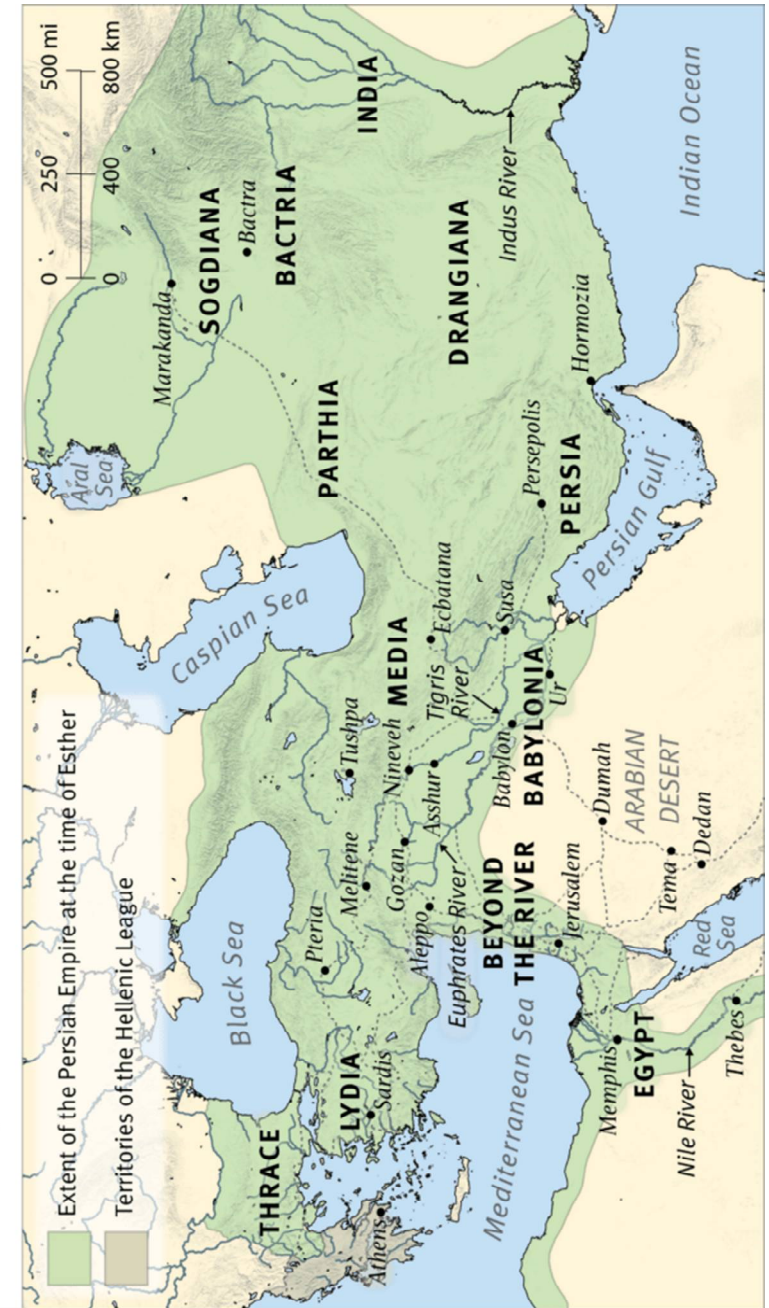 Extent of the Persian Empire at the time of Esther
Territories of the Hellenic League
0 250 500 mi
0 400 800 km
Aral
Sea
Marakanda
SOGDIANA
Bactra
BACTRIA
INDIA
Caspian Sea
PARTHIA
DRANGIANA
Indus River
Black Sea
THRACE
LYDIA
Sardis
Athens
Pteria
Melitene
Tushpa
Gozan
Nineveh
MEDIA
Aleppo
Asshur
Tigris
River
Ecbatana
Euphrates River
BEYOND
THE RIVER
Babylon
BABYLONIA
Susa
Ur
Persepolis
PERSIA
Hormozia
Persian Gulf
Indian Ocean
Mediterranean Sea
Jerusalem
Dumah
ARABIAN
DESERT
Tema
Dedan
Red
Sea
Memphis
EGYPT
Nile River
Thebes